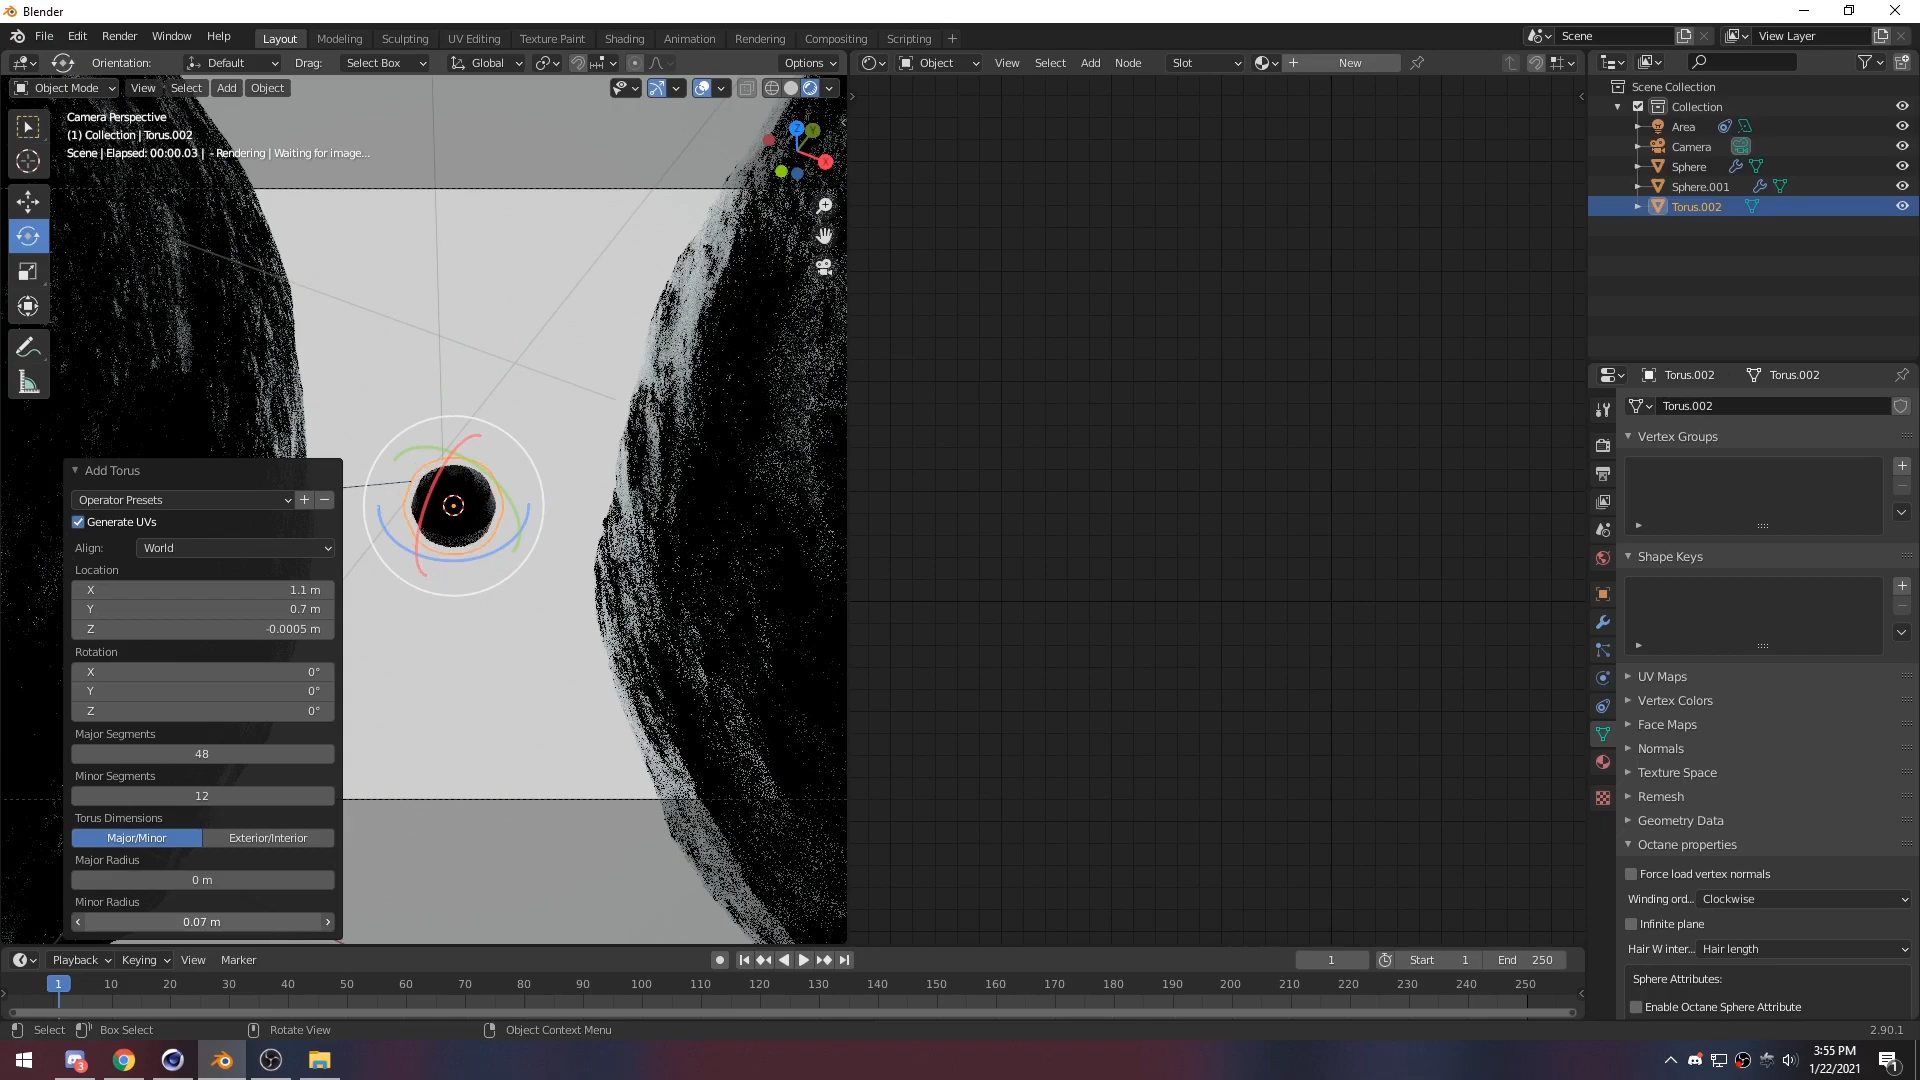 Blender
File Edit Render Window Help
Layout Modeling Sculpting UV Editing Texture Paint Shading Animation Rendering Compositing Scripting +
Scene
View Layer
Orientation: Default Drag: Select Box Global Options
Object View Select Add Node Slot New
Object Mode View Select Add Object
Camera Perspective
(1) Collection | Torus.002
Scene | Elapsed: 00:00.03 | - Rendering | Waiting for image...
Z
Y
X
Add Torus
Operator Presets
Generate UVs
Align: World
Location
X 1.1 m
Y 0.7 m
Z -0.0005 m
Rotation
X 0°
Y 0°
Z 0°
Major Segments
48
Minor Segments
12
Torus Dimensions
Major/Minor Exterior/Interior
Major Radius
0 m
Minor Radius
0.07 m
Scene Collection
Collection
Area
Camera
Sphere
Sphere.001
Torus.002
Torus.002 Torus.002
Torus.002
Vertex Groups
Shape Keys
UV Maps
Vertex Colors
Face Maps
Normals
Texture Space
Remesh
Geometry Data
Octane properties
Force load vertex normals
Winding ord... Clockwise
Infinite plane
Hair W inter... Hair length
Sphere Attributes:
Enable Octane Sphere Attribute
Playback Keying View Marker
1 Start 1 End 250
1 10 20 30 40 50 60 70 80 90 100 110 120 130 140 150 160 170 180 190 200 210 220 230 240 250
Select Box Select Rotate View Object Context Menu
2.90.1
3
3:55 PM
1/22/2021
1